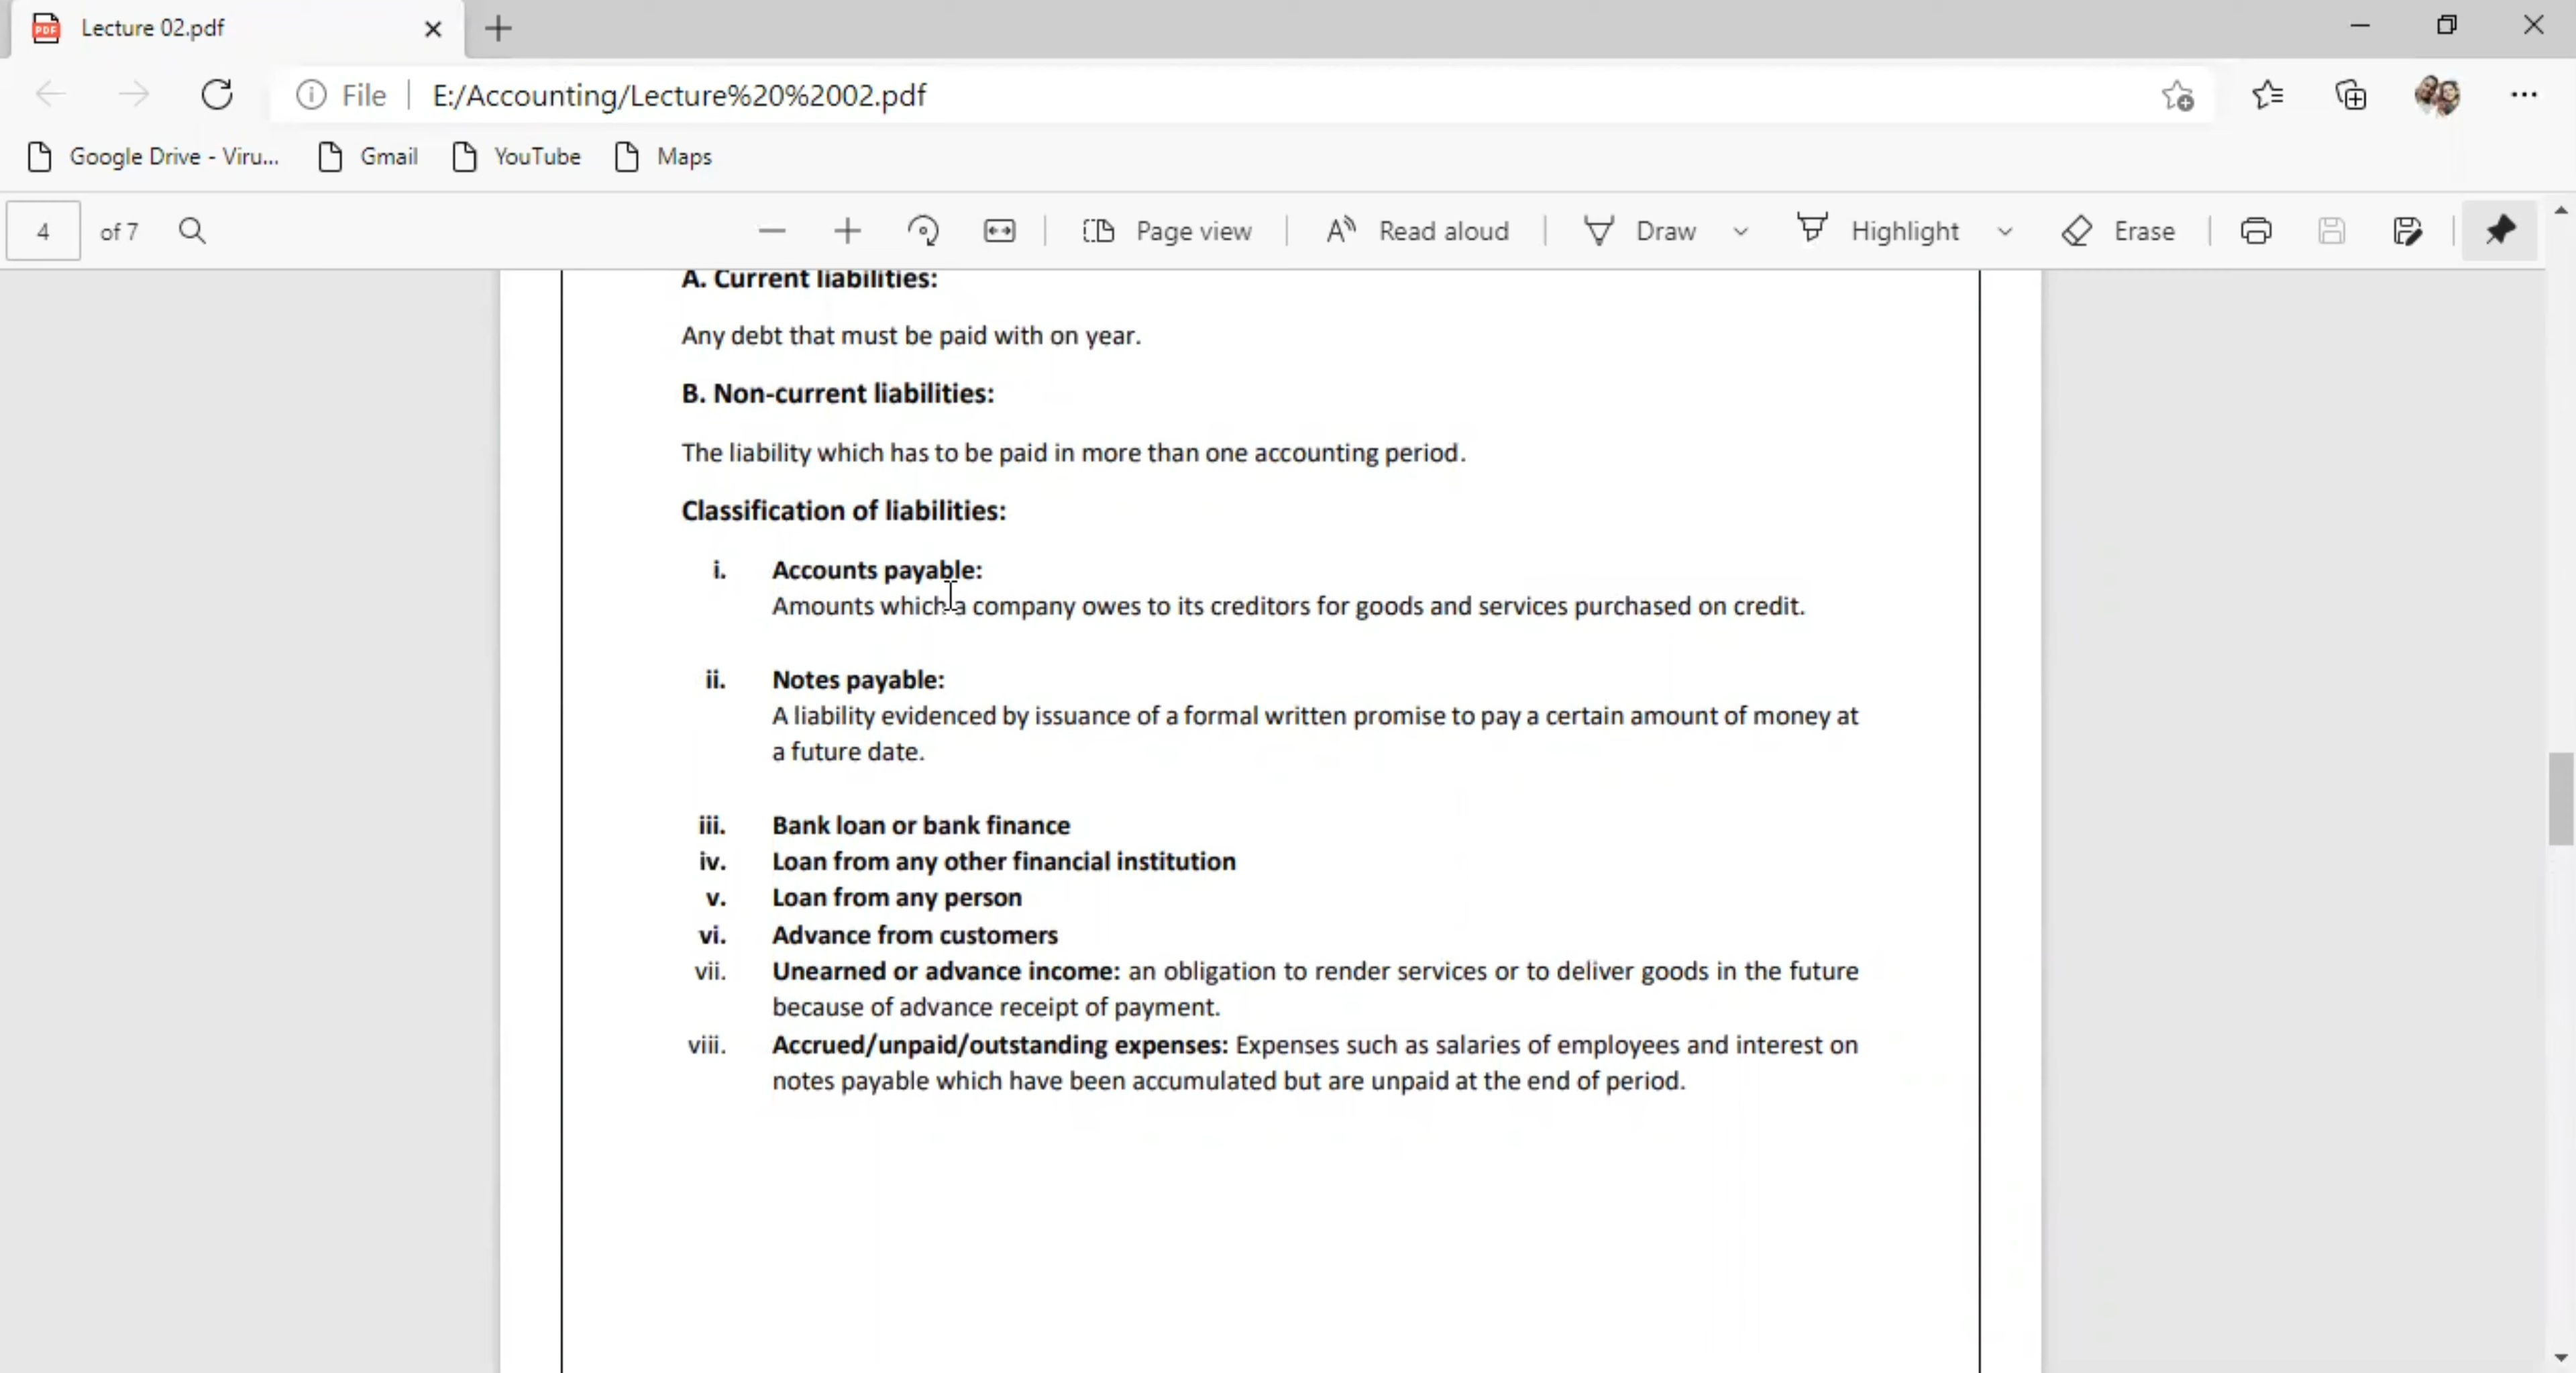 Lecture 02.pdf
File E:/Accounting/Lecture%20%2002.pdf
Google Drive - Viru... Gmail YouTube Maps
4 of 7 Page view Read aloud Draw Highlight Erase
A. Current liabilities:
Any debt that must be paid with on year.
B. Non-current liabilities:
The liability which has to be paid in more than one accounting period.
Classification of liabilities:
i. Accounts payable:
Amounts which a company owes to its creditors for goods and services purchased on credit.
ii. Notes payable:
A liability evidenced by issuance of a formal written promise to pay a certain amount of money at
a future date.
iii. Bank loan or bank finance
iv. Loan from any other financial institution
v. Loan from any person
vi. Advance from customers
vii. Unearned or advance income: an obligation to render services or to deliver goods in the future
because of advance receipt of payment.
viii. Accrued/unpaid/outstanding expenses: Expenses such as salaries of employees and interest on
notes payable which have been accumulated but are unpaid at the end of period.